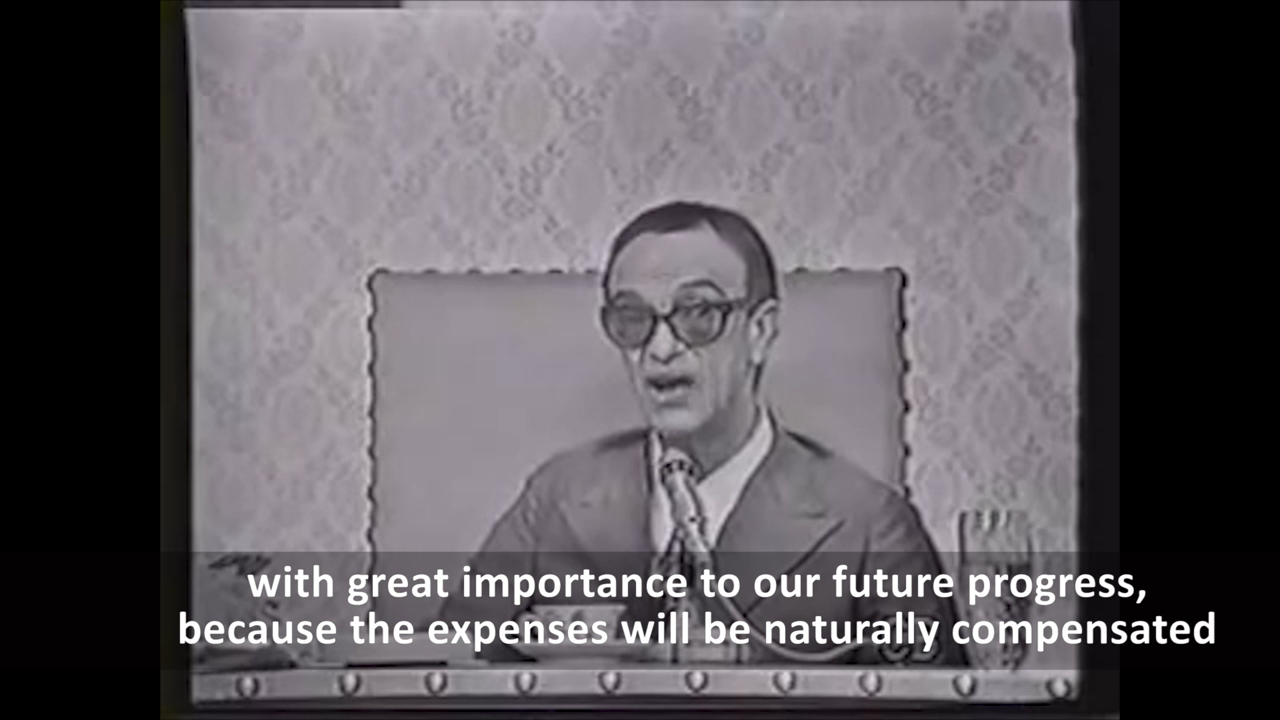 with great importance to our future progress,
because the expenses will be naturally compensated